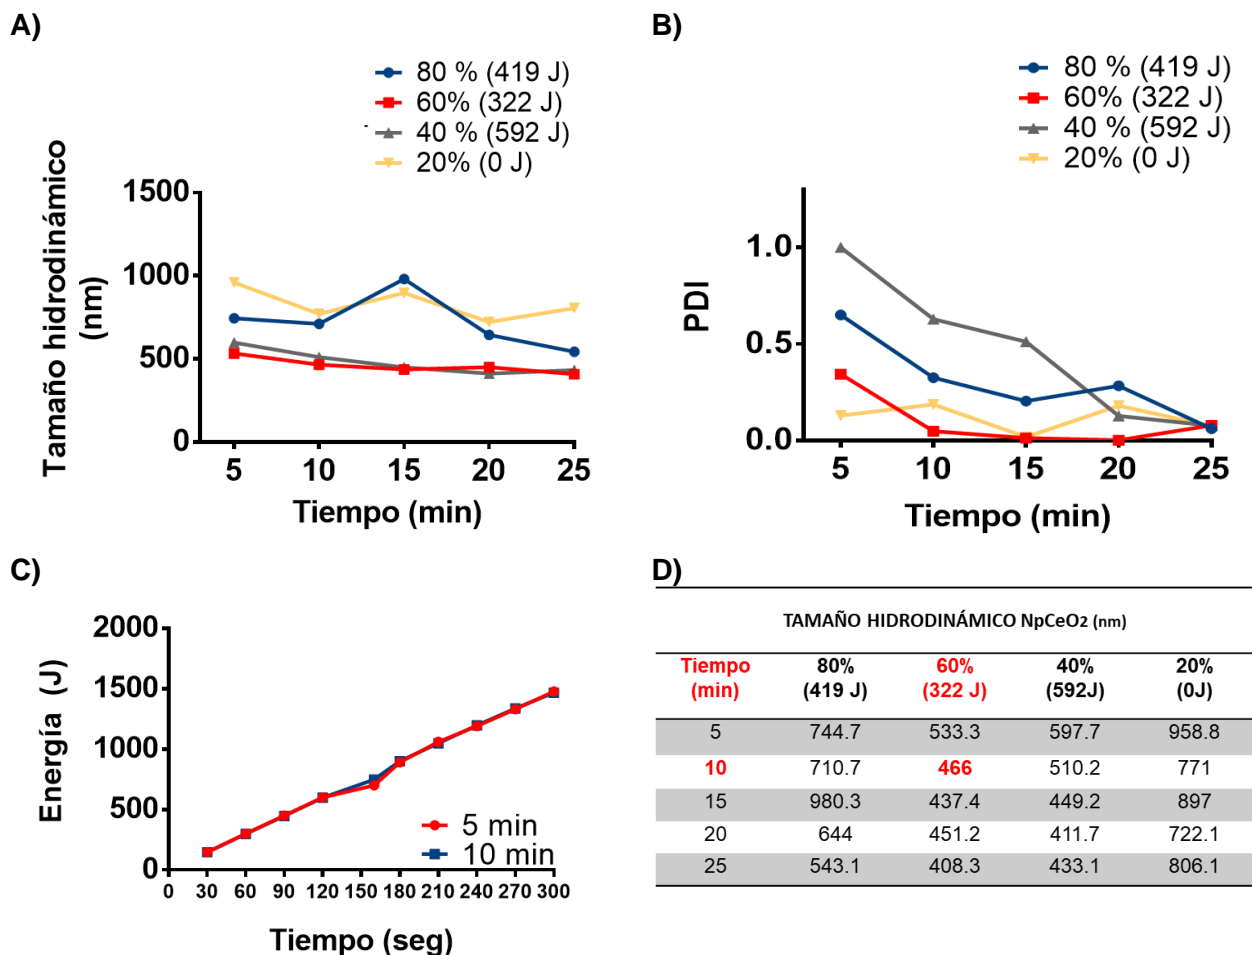 A)
80 % (419 J)
60% (322 J)
40 % (592 J)
20% (0 J)
Tamaño hidrodinámico
(nm)
1500
1000
500
0
5 10 15 20 25
Tiempo (min)
B)
80 % (419 J)
60% (322 J)
40 % (592 J)
20% (0 J)
PDI
1.0
0.5
0.0
5 10 15 20 25
Tiempo (min)
C)
Energía (J)
2000
1500
1000
500
0
5 min
10 min
0 30 60 90 120 150 180 210 240 270 300
Tiempo (seg)
D)
TAMAÑO HIDRODINÁMICO NpCeO2 (nm)
Tiempo 80% 60% 40% 20%
(min) (419 J) (322 J) (592J) (0J)
5 744.7 533.3 597.7 958.8
10 710.7 466 510.2 771
15 980.3 437.4 449.2 897
20 644 451.2 411.7 722.1
25 543.1 408.3 433.1 806.1